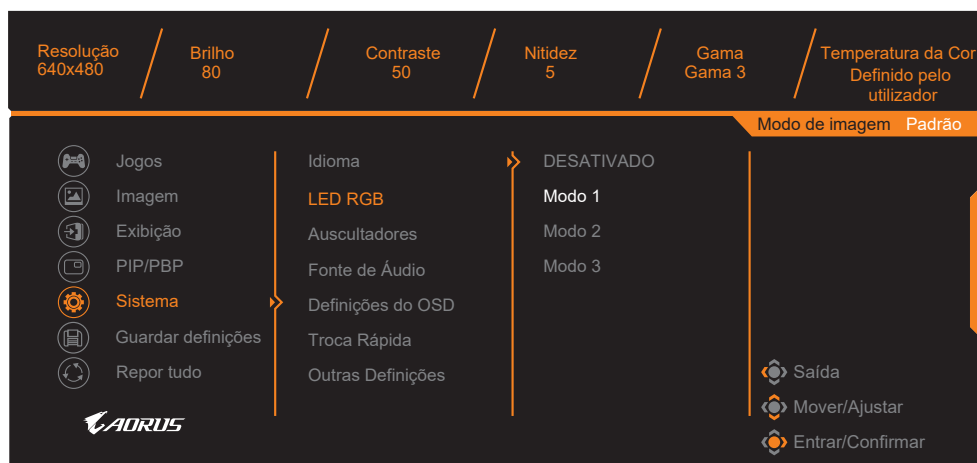 Resolução
640x480
Brilho
80
Contraste
50
Nitidez
5
Gama
Gama 3
Temperatura da Cor
Definido pelo
utilizador
Modo de imagem Padrão
Jogos
Imagem
Exibição
PIP/PBP
Sistema
Guardar definições
Repor tudo
Idioma
LED RGB
Auscultadores
Fonte de Áudio
Definições do OSD
Troca Rápida
Outras Definições
DESATIVADO
Modo 1
Modo 2
Modo 3
Saída
Mover/Ajustar
Entrar/Confirmar
AORUS